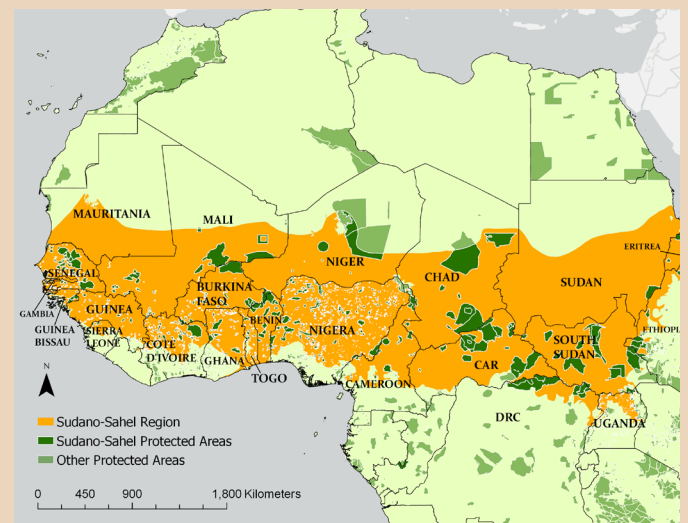 MAURITANIA
MALI
NIGER
CHAD
SUDAN
ERITREA
SENEGAL
GAMBIA
GUINEA
BISSAU
GUINEA
SIERRA
LEONE
COTE
D'IVOIRE
BURKINA
FASO
GHANA
TOGO
BENIN
NIGERA
CAMEROON
CAR
SOUTH
SUDAN
ETHIOPI
DRC
UGANDA
N
Sudano-Sahel Region
Sudano-Sahel Protected Areas
Other Protected Areas
0 450 900 1,800 Kilometers